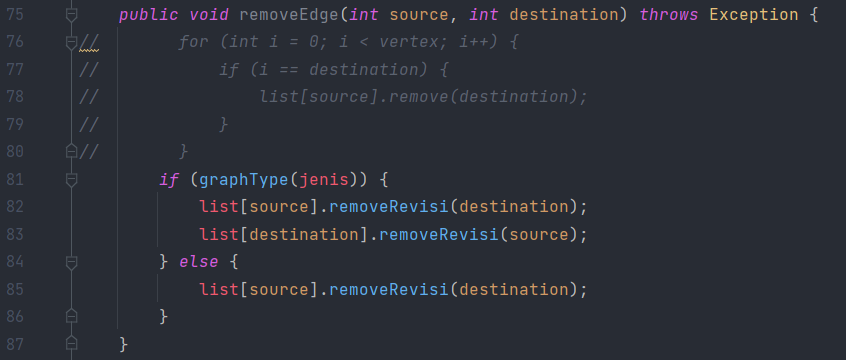 75 public void removeEdge(int source, int destination) throws Exception {
76 //        for (int i = 0; i < vertex; i++) {
77 //            if (i == destination) {
78 //                list[source].remove(destination);
79 //            }
80 //        }
81         if (graphType(jenis)) {
82             list[source].removeRevisi(destination);
83             list[destination].removeRevisi(source);
84         } else {
85             list[source].removeRevisi(destination);
86         }
87     }